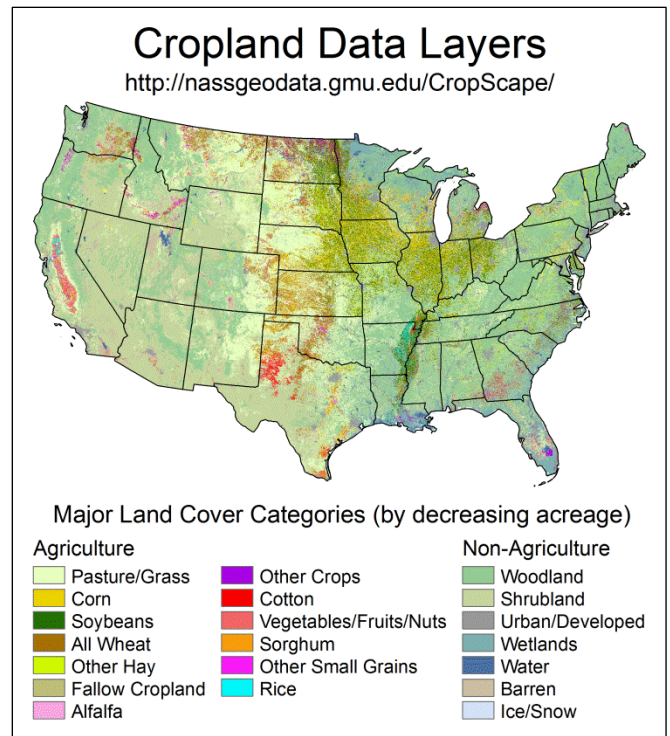 Cropland Data Layers
http://nassgeodata.gmu.edu/CropScape/
Major Land Cover Categories (by decreasing acreage)
Agriculture
Pasture/Grass
Corn
Soybeans
All Wheat
Other Hay
Fallow Cropland
Alfalfa
Other Crops
Cotton
Vegetables/Fruits/Nuts
Sorghum
Other Small Grains
Rice
Non-Agriculture
Woodland
Shrubland
Urban/Developed
Wetlands
Water
Barren
Ice/Snow